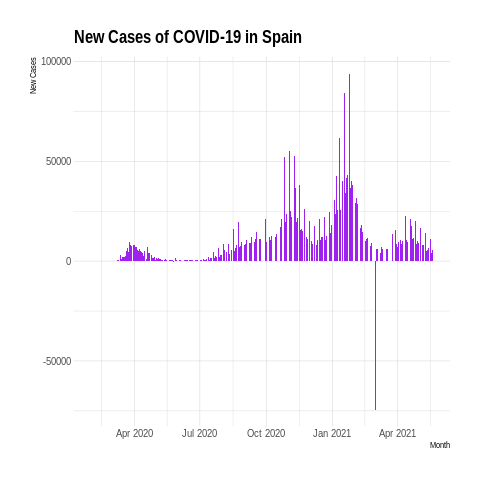 New Cases of COVID-19 in Spain
New Cases
100000
50000
0
-50000
Apr 2020 Jul 2020 Oct 2020 Jan 2021 Apr 2021
Month